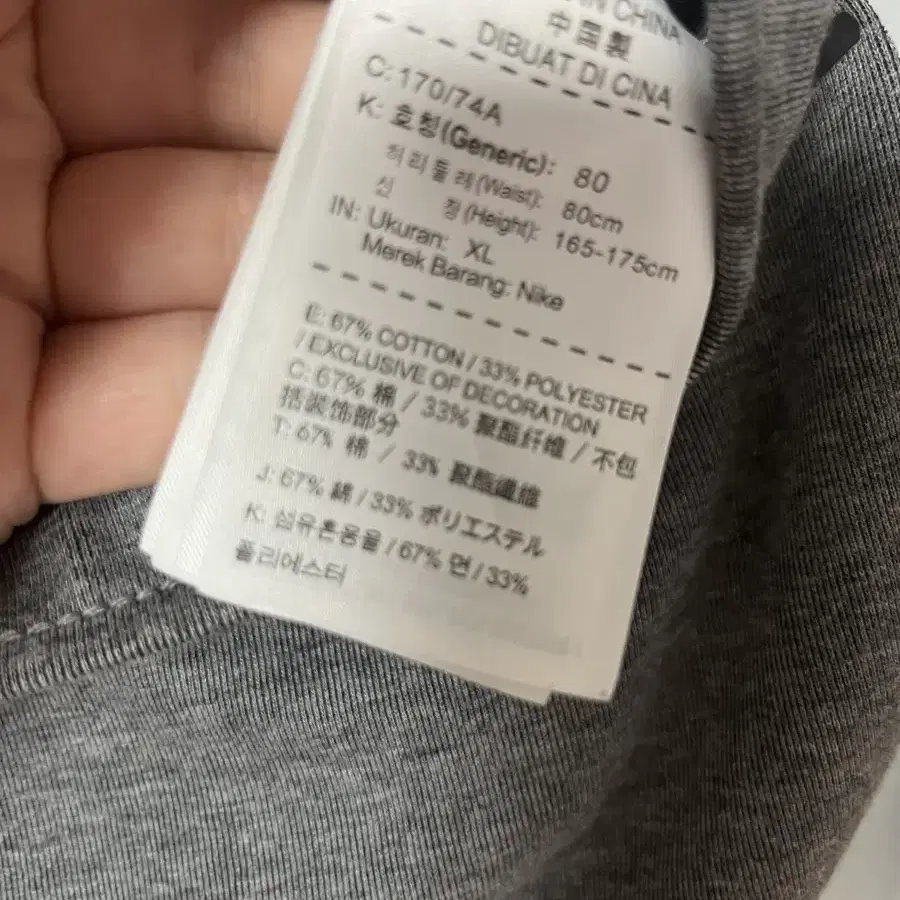 IN CHINA
中国製
DIBUAT DI CINA
C: 170/74A
K: 호칭(Generic): 80
허리둘레(Waist): 80cm
신 장(Height): 165-175cm
IN: Ukuran: XL
Merek Barang: Nike
E: 67% COTTON / 33% POLYESTER
/ EXCLUSIVE OF DECORATION
C: 67% 棉 / 33% 聚酯纤维 / 不包
括装饰部分
T: 67% 棉 / 33% 聚酯纖維
J: 67% 綿 / 33% ポリエステル
K: 섬유혼용율 / 67% 면 / 33%
폴리에스터